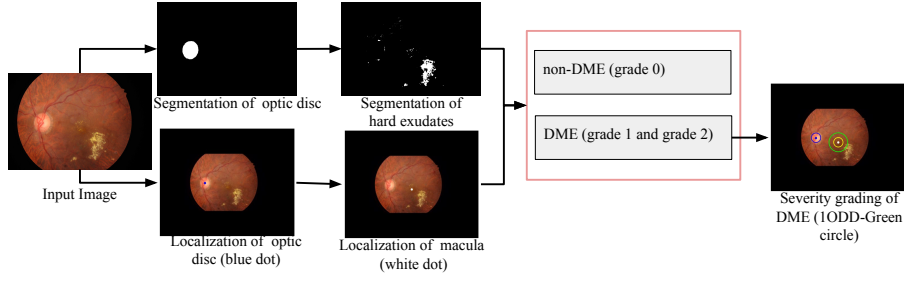 Segmentation of optic disc
Segmentation of
hard exudates
Input Image
Localization of optic
disc (blue dot)
Localization of macula
(white dot)
non-DME (grade 0)
DME (grade 1 and grade 2)
Severity grading of
DME (1ODD-Green
circle)